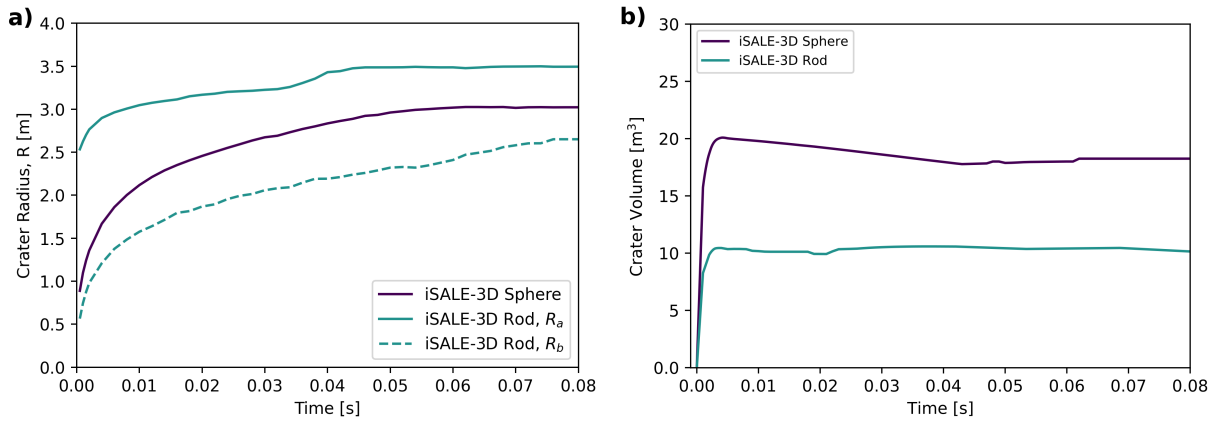 a)
4.0
3.5
3.0
2.5
2.0
1.5
1.0
0.5
0.0
Crater Radius, R [m]
0.00 0.01 0.02 0.03 0.04 0.05 0.06 0.07 0.08
Time [s]
iSALE-3D Sphere
iSALE-3D Rod, R_a
iSALE-3D Rod, R_b
b)
30
25
20
15
10
5
0
Crater Volume [m³]
0.00 0.01 0.02 0.03 0.04 0.05 0.06 0.07 0.08
Time [s]
iSALE-3D Sphere
iSALE-3D Rod